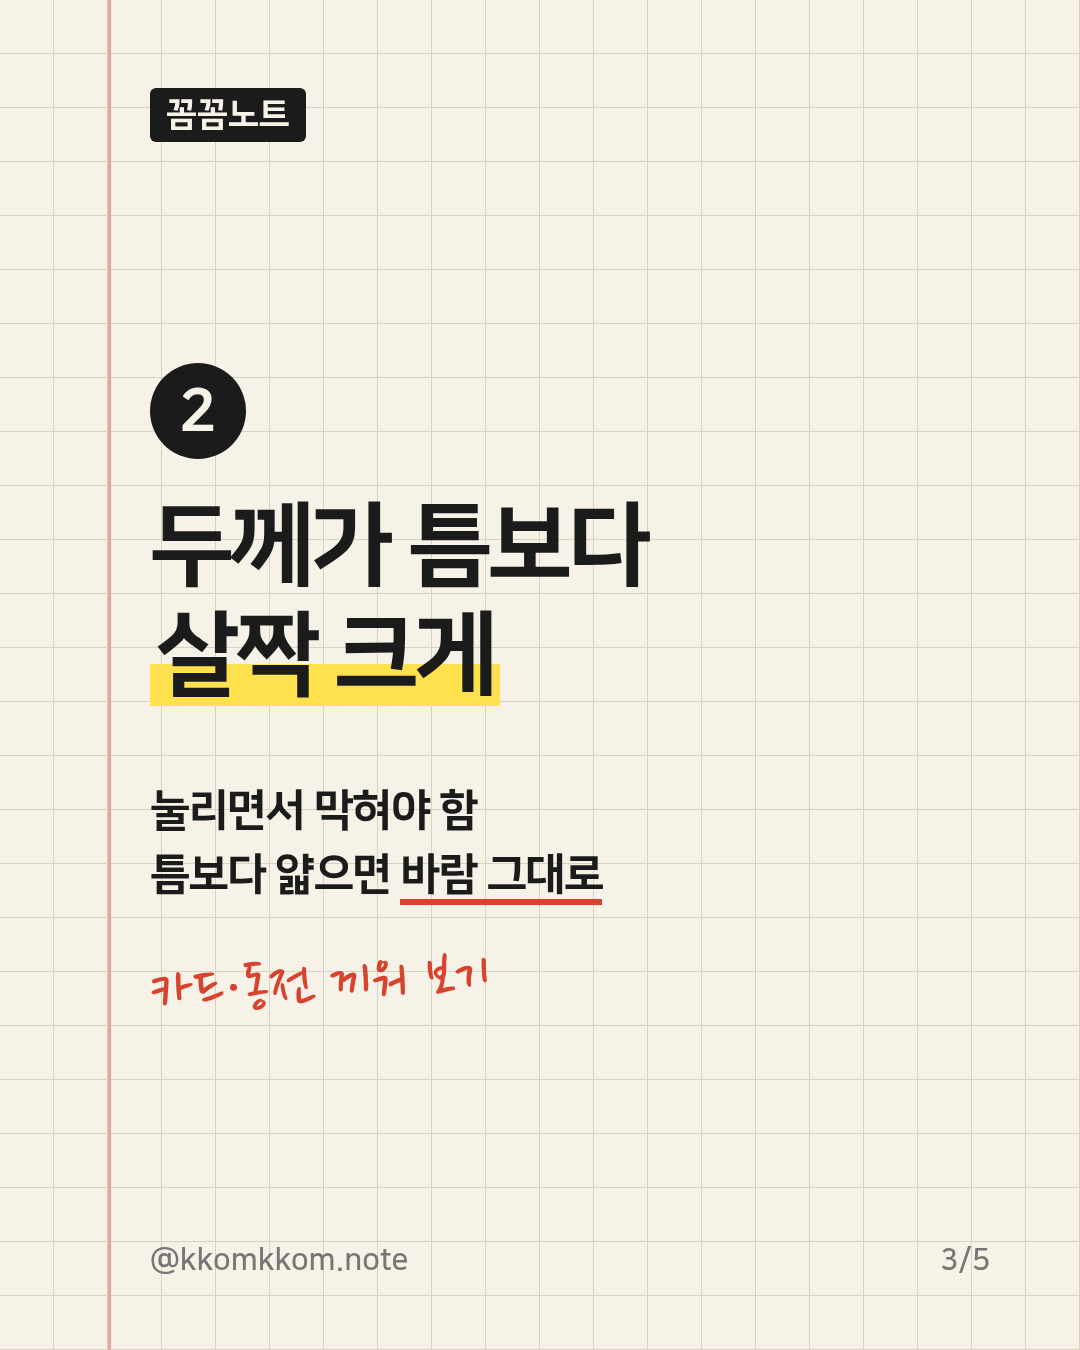 꼼꼼노트
2
두께가 틈보다
살짝 크게
눌리면서 막혀야 함
틈보다 얇으면 바람 그대로
카드·동전 끼워 보기
@kkomkkom.note
3/5